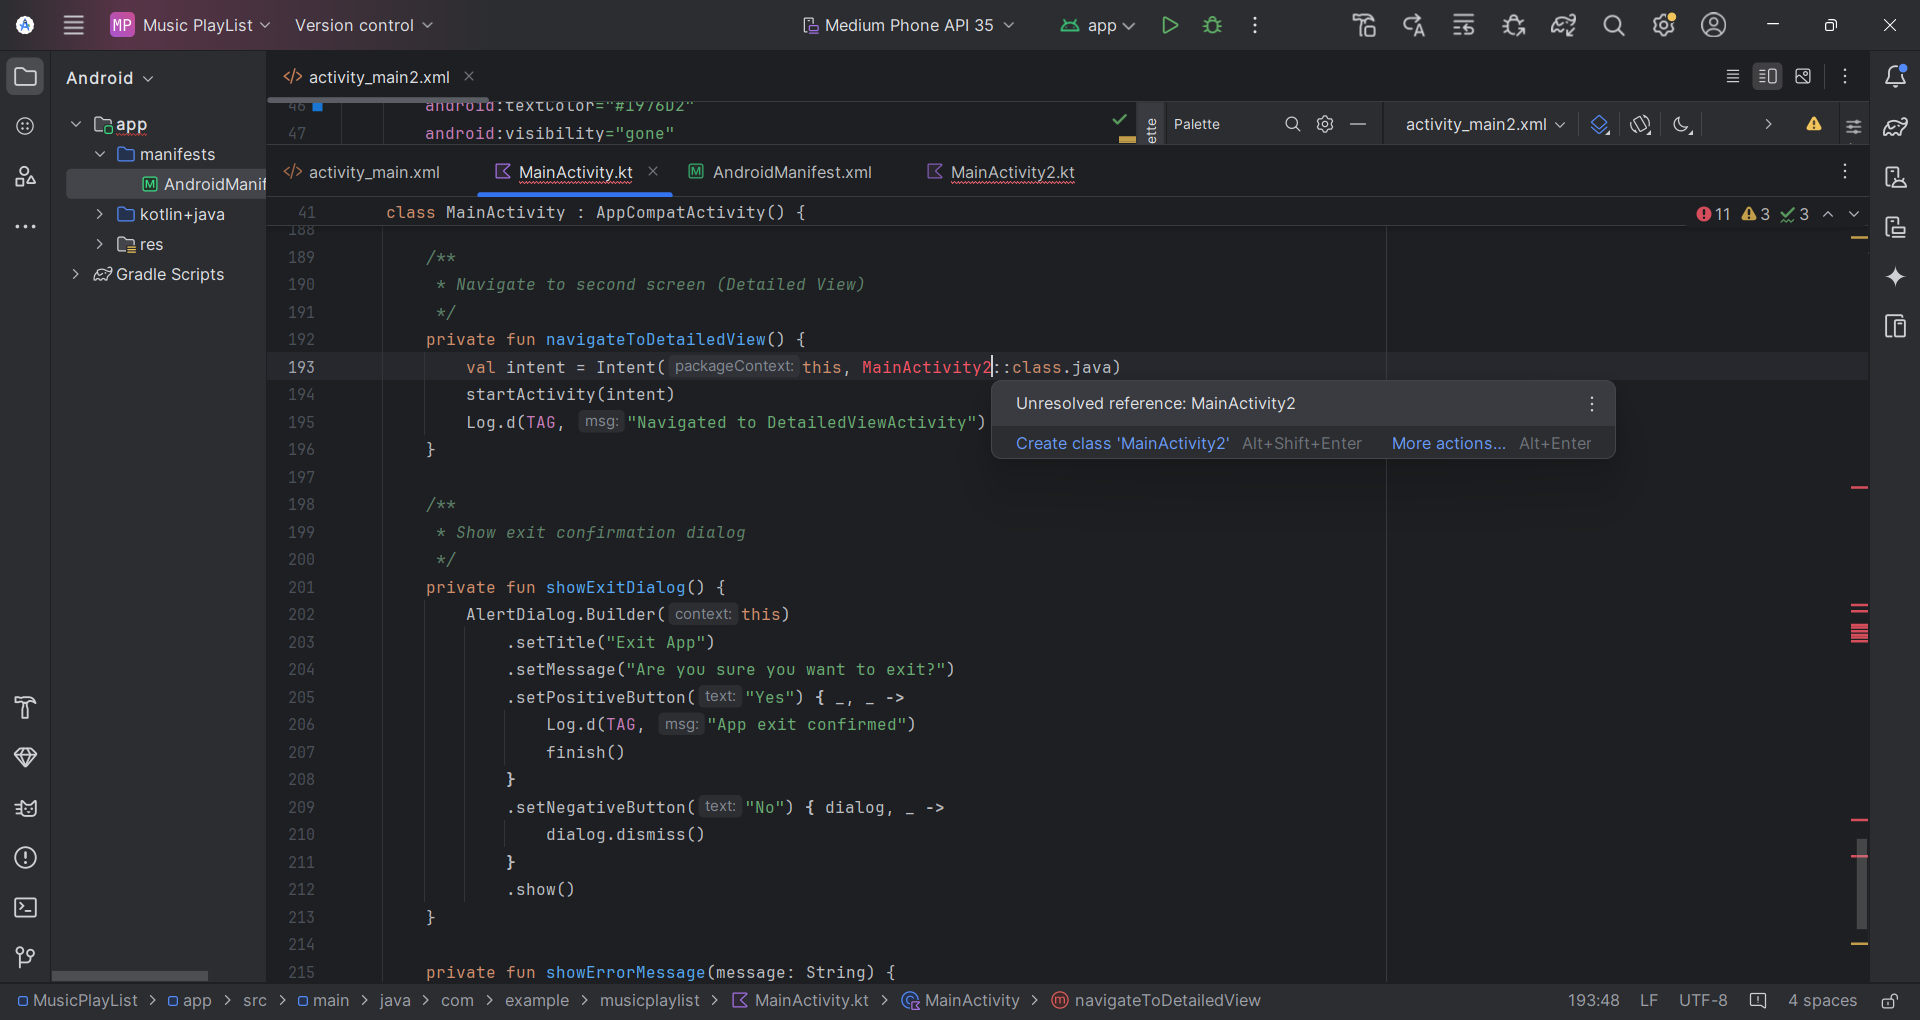 MP Music PlayList Version control Medium Phone API 35 app
Android
activity_main2.xml
app
manifests
AndroidManif
kotlin+java
res
Gradle Scripts
46 android:textColor="#1976D2"
47 android:visibility="gone"
ette Palette activity_main2.xml
activity_main.xml MainActivity.kt AndroidManifest.xml MainActivity2.kt
41 class MainActivity : AppCompatActivity() { 11 3 3
188
189 /**
190 * Navigate to second screen (Detailed View)
191 */
192 private fun navigateToDetailedView() {
193 val intent = Intent( packageContext: this, MainActivity2::class.java)
194 startActivity(intent)
195 Log.d(TAG, msg: "Navigated to DetailedViewActivity")
196 }
197
Unresolved reference: MainActivity2
Create class 'MainActivity2' Alt+Shift+Enter More actions... Alt+Enter
198 /**
199 * Show exit confirmation dialog
200 */
201 private fun showExitDialog() {
202 AlertDialog.Builder( context: this)
203 .setTitle("Exit App")
204 .setMessage("Are you sure you want to exit?")
205 .setPositiveButton( text: "Yes") { _, _ ->
206 Log.d(TAG, msg: "App exit confirmed")
207 finish()
208 }
209 .setNegativeButton( text: "No") { dialog, _ ->
210 dialog.dismiss()
211 }
212 .show()
213 }
214
215 private fun showErrorMessage(message: String) {
MusicPlayList > app > src > main > java > com > example > musicplaylist > MainActivity.kt > MainActivity > navigateToDetailedView 193:48 LF UTF-8 4 spaces